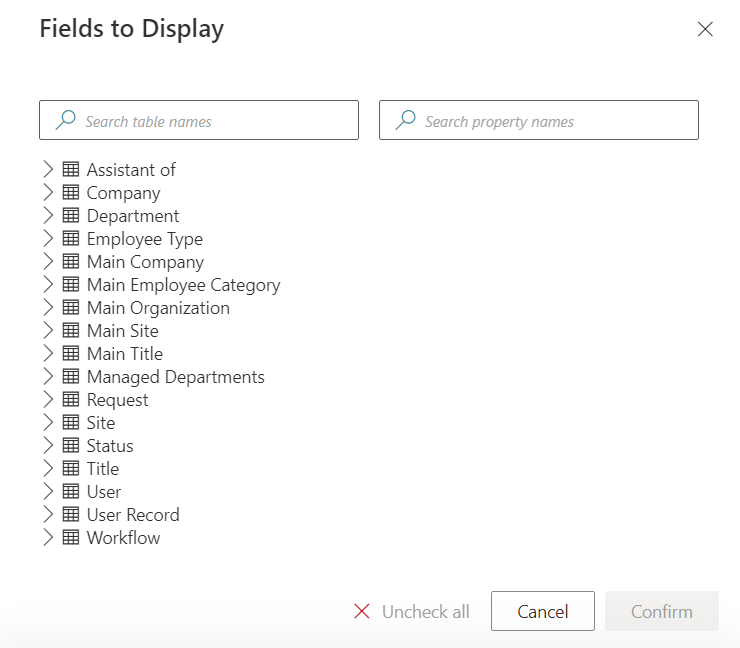 Fields to Display
Search table names
Search property names
Assistant of
Company
Department
Employee Type
Main Company
Main Employee Category
Main Organization
Main Site
Main Title
Managed Departments
Request
Site
Status
Title
User
User Record
Workflow
Uncheck all
Cancel
Confirm